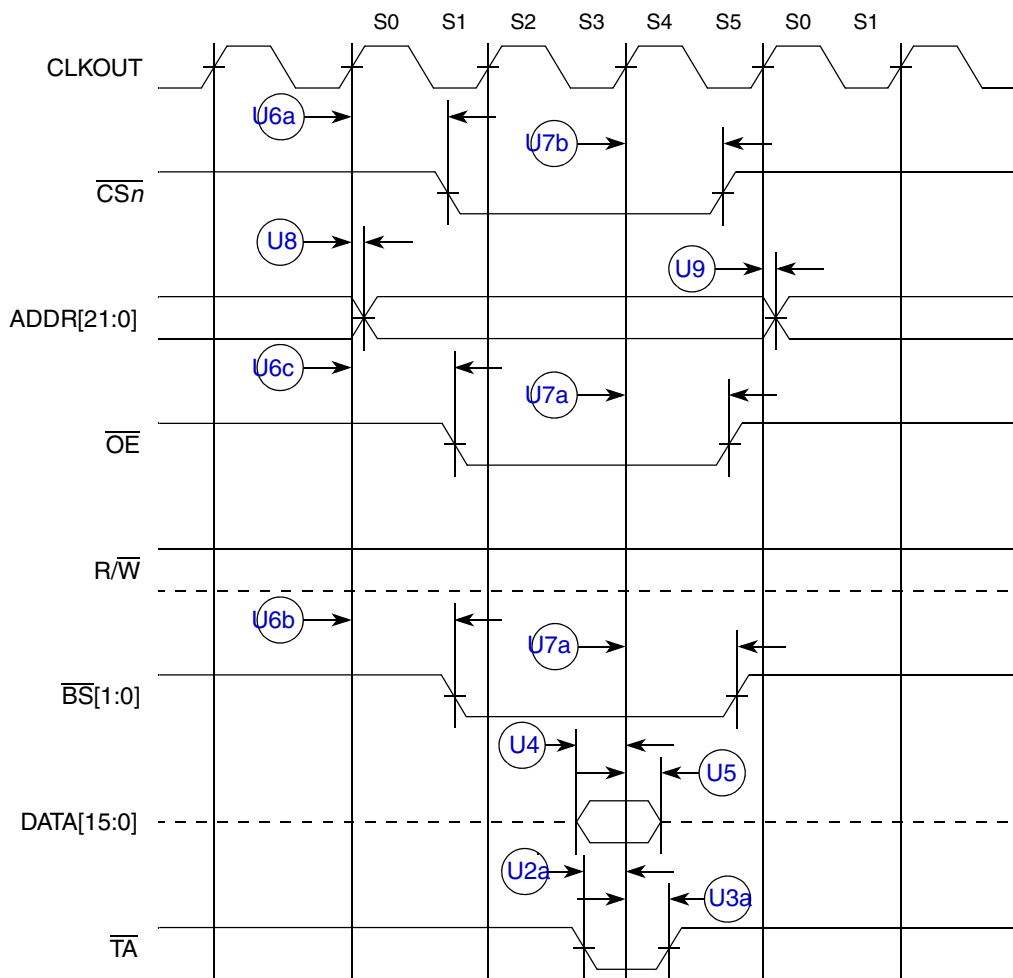 S0 S1 S2 S3 S4 S5 S0 S1
CLKOUT
U6a
U7b
CSn
U8
U9
ADDR[21:0]
U6c
U7a
OE
R/W
U6b
U7a
BS[1:0]
U4
U5
DATA[15:0]
U2a
U3a
TA